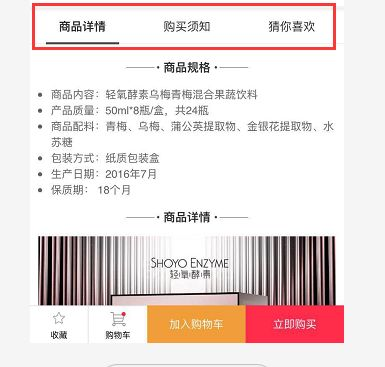 商品详情 购买须知 猜你喜欢
商品规格
商品内容：轻氧酵素乌梅青梅混合果蔬饮料
产品质量：50ml*8瓶/盒，共24瓶
商品配料：青梅、乌梅、蒲公英提取物、金银花提取物、水
苏糖
包装方式：纸质包装盒
生产日期：2016年7月
保质期： 18个月
商品详情
SHOYO ENZYME
轻氧·酵·素
收藏 购物车 加入购物车 立即购买